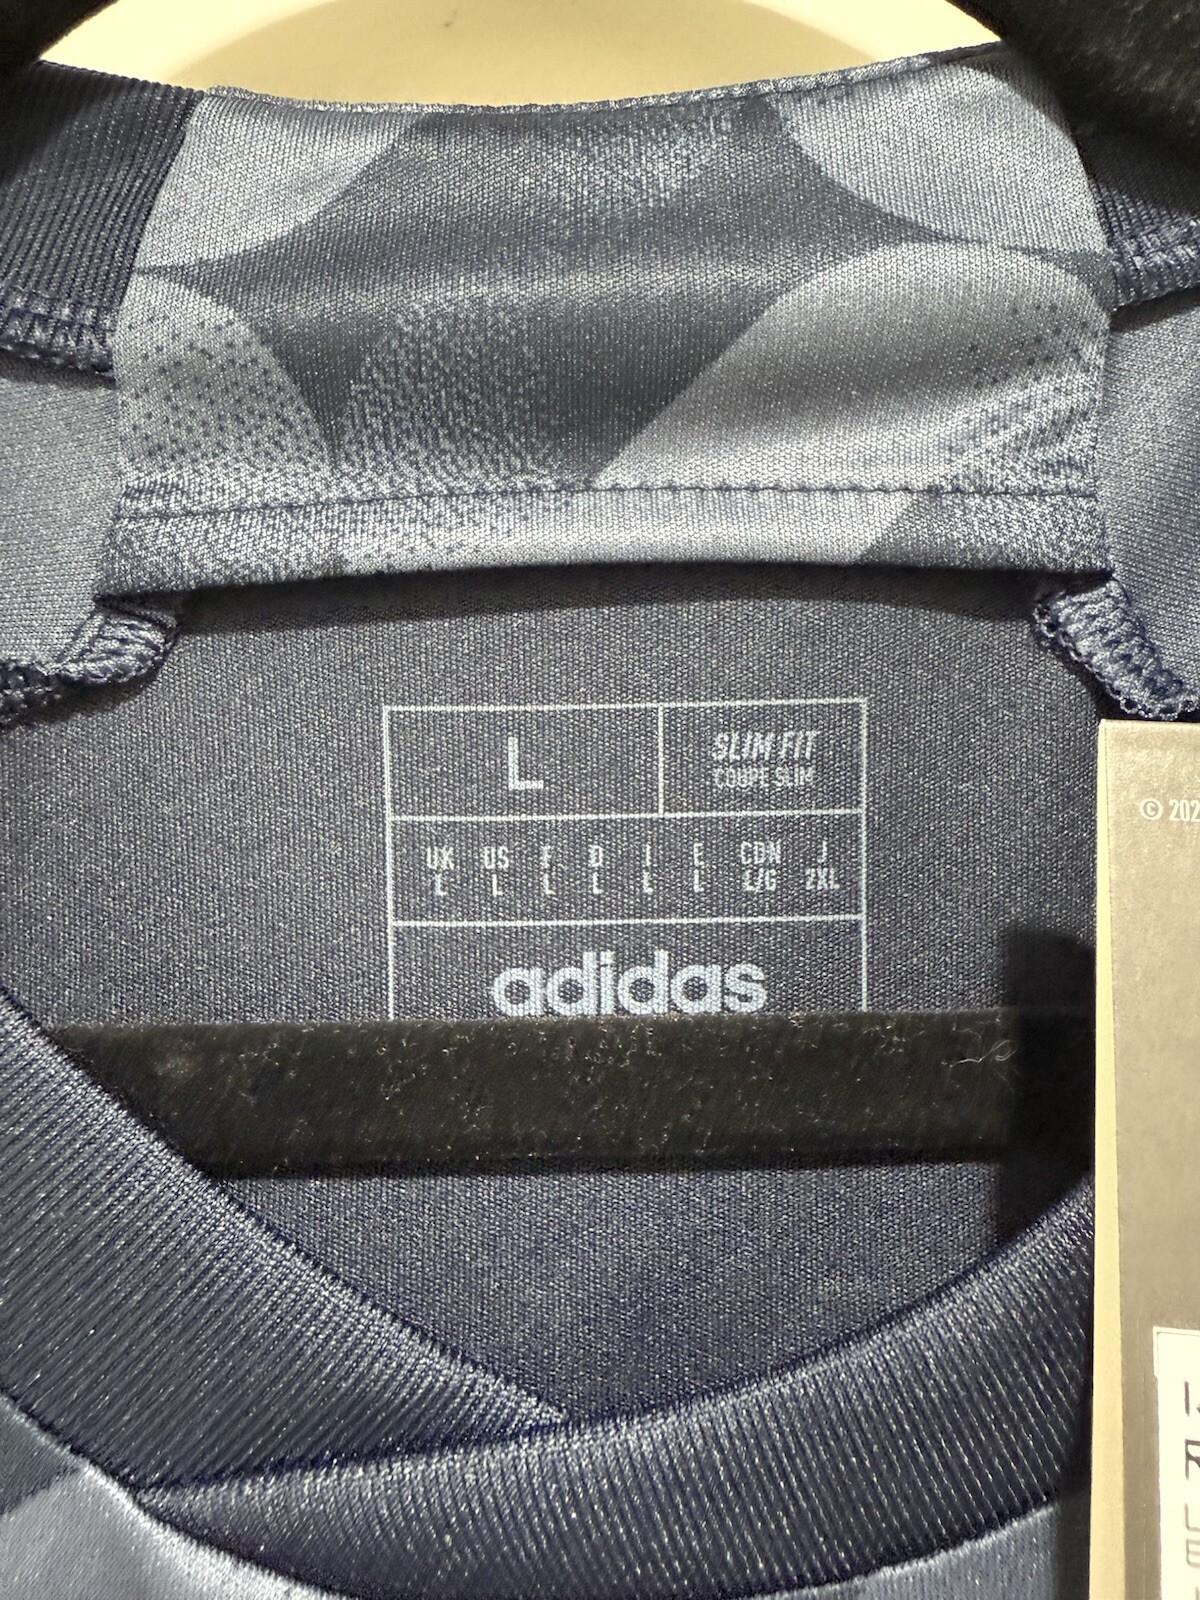 L
SLIM FIT
COUPE SLIM
UK US F D I E CDN J
L L L L L L L/G 2XL
adidas
© 202